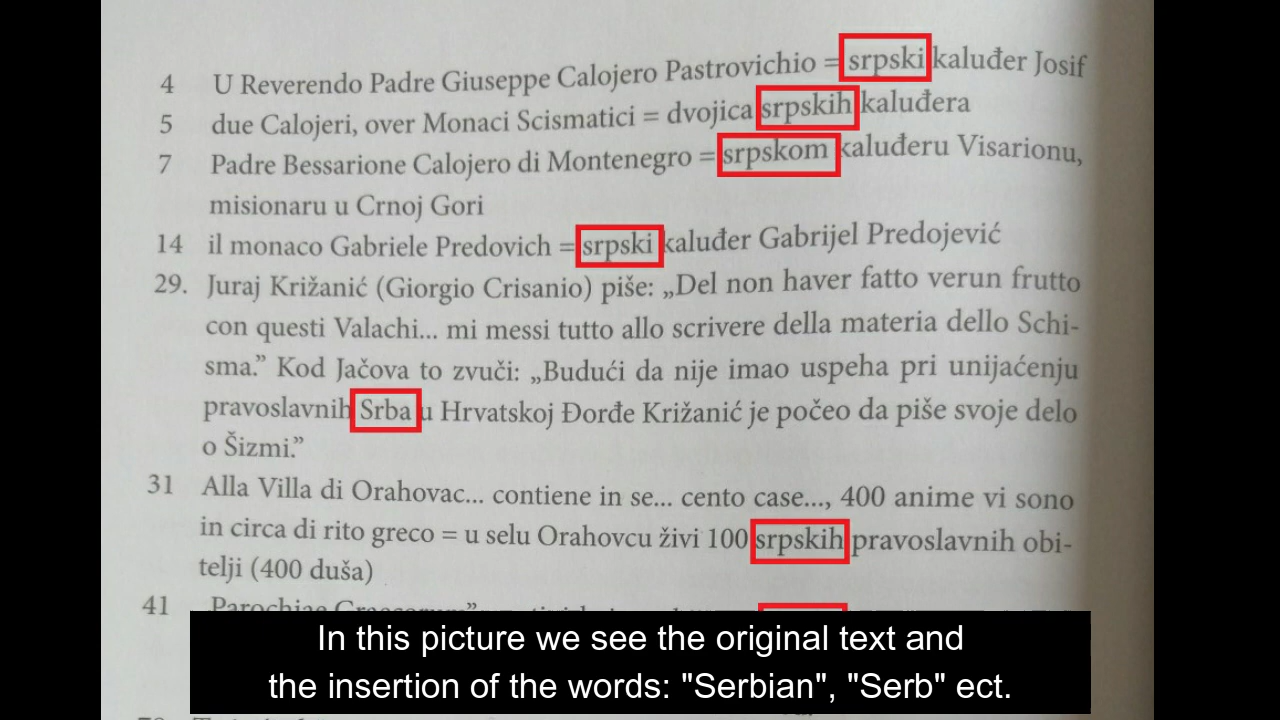 4 U Reverendo Padre Giuseppe Calojero Pastrovichio = srpski kaluđer Josif
5 due Calojeri, over Monaci Scismatici = dvojica srpskih kaluđera
7 Padre Bessarione Calojero di Montenegro = srpskom kaluđeru Visarionu,
misionaru u Crnoj Gori
14 il monaco Gabriele Predovich = srpski kaluđer Gabrijel Predojević
29. Juraj Križanić (Giorgio Crisanio) piše: „Del non haver fatto verun frutto
con questi Valachi... mi messi tutto allo scrivere della materia dello Schi-
sma.” Kod Jačova to zvuči: „Budući da nije imao uspeha pri unijaćenju
pravoslavnih Srba u Hrvatskoj Đorđe Križanić je počeo da piše svoje delo
o Šizmi.”
31 Alla Villa di Orahovac... contiene in se... cento case..., 400 anime vi sono
in circa di rito greco = u selu Orahovcu živi 100 srpskih pravoslavnih obi-
telji (400 duša)
41 Parochiae Graecorum”
In this picture we see the original text and
the insertion of the words: "Serbian", "Serb" ect.